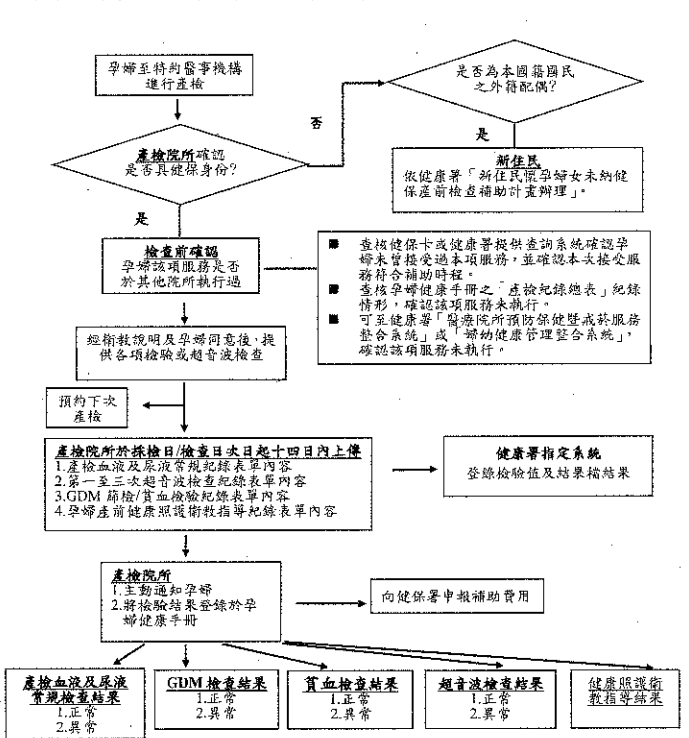 孕婦至特約醫事機構
進行產檢
是否為本國籍國民
之外籍配偶?
否
是
產檢院所確認
是否具健保身份?
新住民
依健康署「新住民懷孕婦女未納健
保產前檢查補助計畫辦理」。
是
檢查前確認
孕婦該項服務是否
於其他院所執行過
■ 查核健保卡或健康署提供查詢系統確認孕
婦未曾接受過本項服務,並確認本次接受服
務符合補助時程。
■ 查核孕婦健康手冊之「產檢紀錄總表」紀錄
情形,確認該項服務未執行。
■ 可至健康署「醫療院所預防保健暨戒菸服務
整合系統」或「婦幼健康管理整合系統」,
確認該項服務未執行。
經衛教說明及孕婦同意後,提
供各項檢驗或超音波檢查
預約下次
產檢
產檢院所於採檢日/檢查日次日起十四日內上傳
1.產檢血液及尿液常規紀錄表單內容
2.第一至三次超音波檢查紀錄表單內容
3.GDM 篩檢/貧血檢驗紀錄表單內容
4.孕婦產前健康照護衛教指導紀錄表單內容
健康署指定系統
登錄檢驗值及結果檔結果
產檢院所
1.主動通知孕婦
2.將檢驗結果登錄於孕
婦健康手冊
向健保署申報補助費用
產檢血液及尿液
常規檢查結果
1.正常
2.異常
GDM 檢查結果
1.正常
2.異常
貧血檢查結果
1.正常
2.異常
超音波檢查結果
1.正常
2.異常
健康照護衛
教指導結果